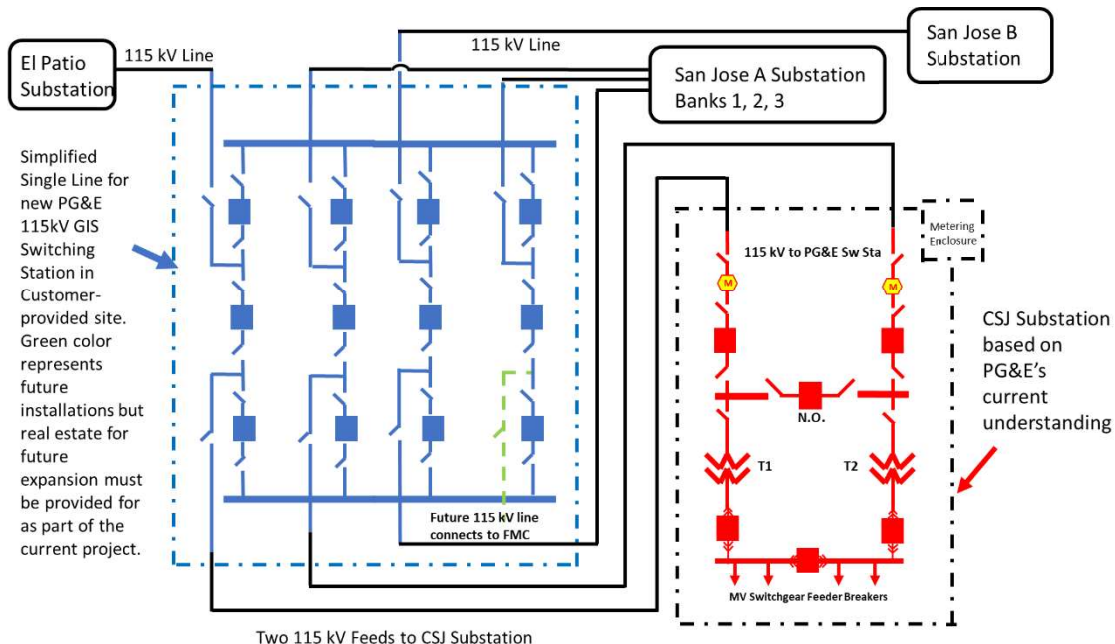 115 kV Line
El Patio
Substation
115 kV Line
San Jose B
Substation
San Jose A Substation
Banks 1, 2, 3
Simplified
Single Line for
new PG&E
115kV GIS
Switching
Station in
Customer-
provided site.
Green color
represents
future
installations but
real estate for
future
expansion must
be provided for
as part of the
current project.
Metering
Enclosure
115 kV to PG&E Sw Sta
M
M
N.O.
T1
T2
MV Switchgear Feeder Breakers
CSJ Substation
based on
PG&E's
current
understanding
Future 115 kV line
connects to FMC
Two 115 kV Feeds to CSJ Substation